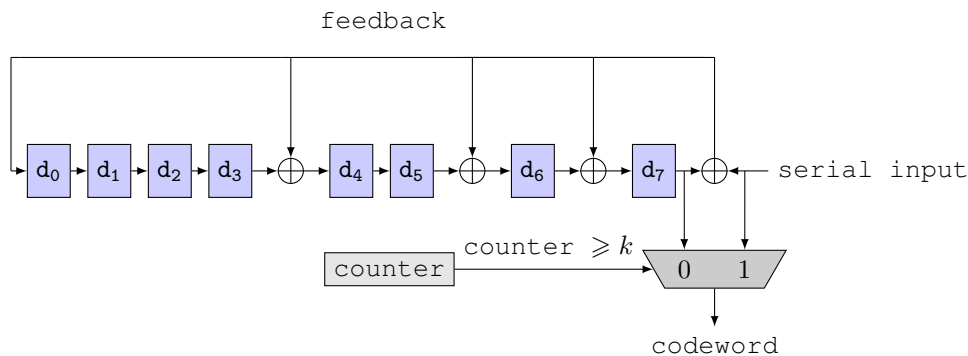 feedback
d₀ d₁ d₂ d₃ d₄ d₅ d₆ d₇ serial input
counter ⩾ k
counter
0 1
codeword